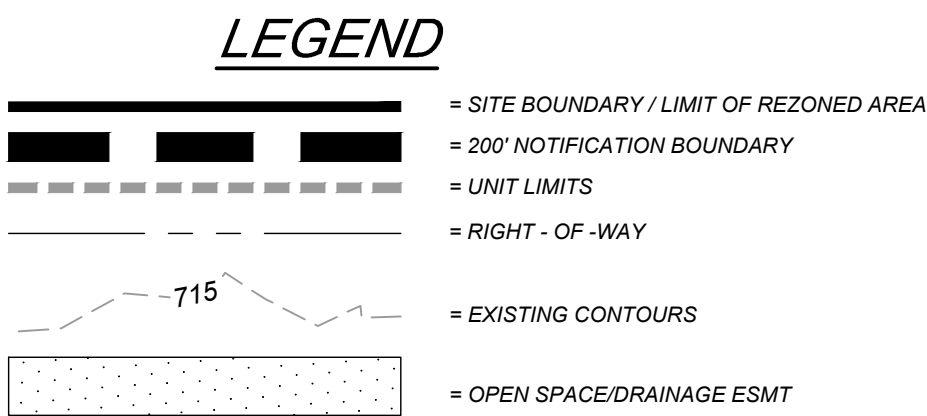 LEGEND
= SITE BOUNDARY / LIMIT OF REZONED AREA
= 200' NOTIFICATION BOUNDARY
= UNIT LIMITS
= RIGHT - OF -WAY
715
= EXISTING CONTOURS
= OPEN SPACE/DRAINAGE ESMT